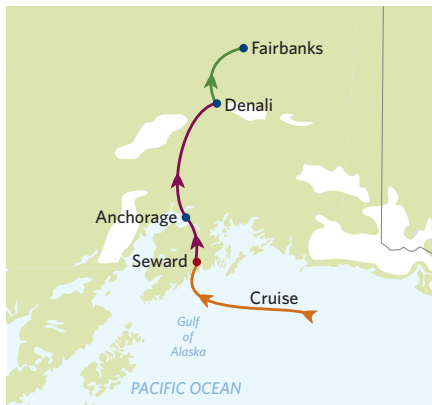 Fairbanks
Denali
Anchorage
Seward
Cruise
Gulf
of
Alaska
PACIFIC OCEAN